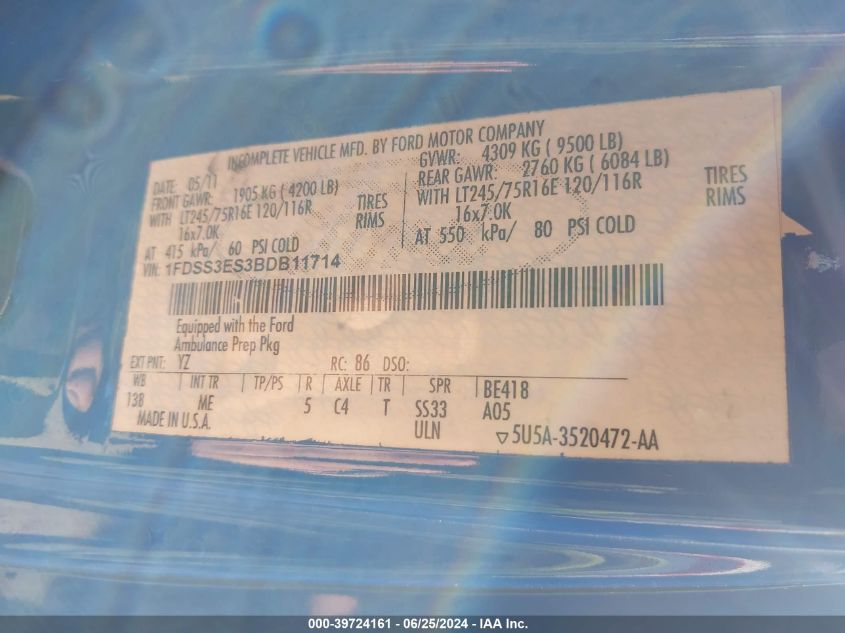 INCOMPLETE VEHICLE MFD. BY FORD MOTOR COMPANY
DATE: 05/11 GVWR: 4309 KG ( 9500 LB)
FRONT GAWR: 1905 KG ( 4200 LB) REAR GAWR: 2760 KG ( 6084 LB)
WITH LT245/75R16E 120/116R TIRES WITH LT245/75R16E 120/116R TIRES
16x7.0K RIMS 16x7.0K RIMS
AT 415 kPa/ 60 PSI COLD AT 550 kPa/ 80 PSI COLD
VIN: 1FDSS3ES3BDB11714
Equipped with the Ford
Ambulance Prep Pkg
EXT PNT: YZ RC: 86 DSO:
WB INT TR TP/PS R AXLE TR SPR BE418
138 ME 5 C4 T SS33 A05
MADE IN U.S.A. ULN ▽5U5A-3520472-AA
000-39724161 - 06/25/2024 - IAA Inc.